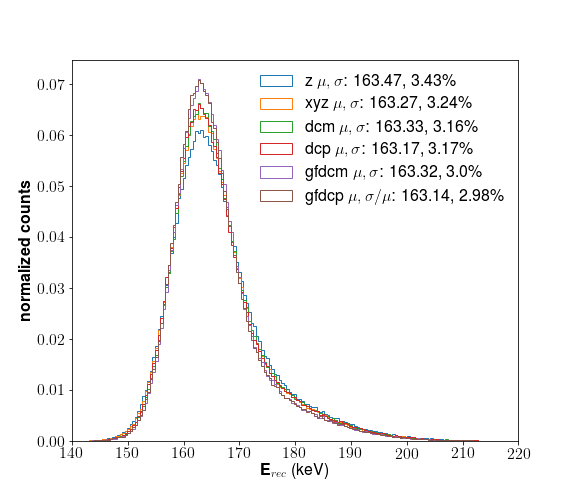 z μ, σ: 163.47, 3.43%
xyz μ, σ: 163.27, 3.24%
dcm μ, σ: 163.33, 3.16%
dcp μ, σ: 163.17, 3.17%
gfdcm μ, σ: 163.32, 3.0%
gfdcp μ, σ/μ: 163.14, 2.98%
normalized counts
0.07
0.06
0.05
0.04
0.03
0.02
0.01
0.00
140 150 160 170 180 190 200 210 220
E_rec (keV)